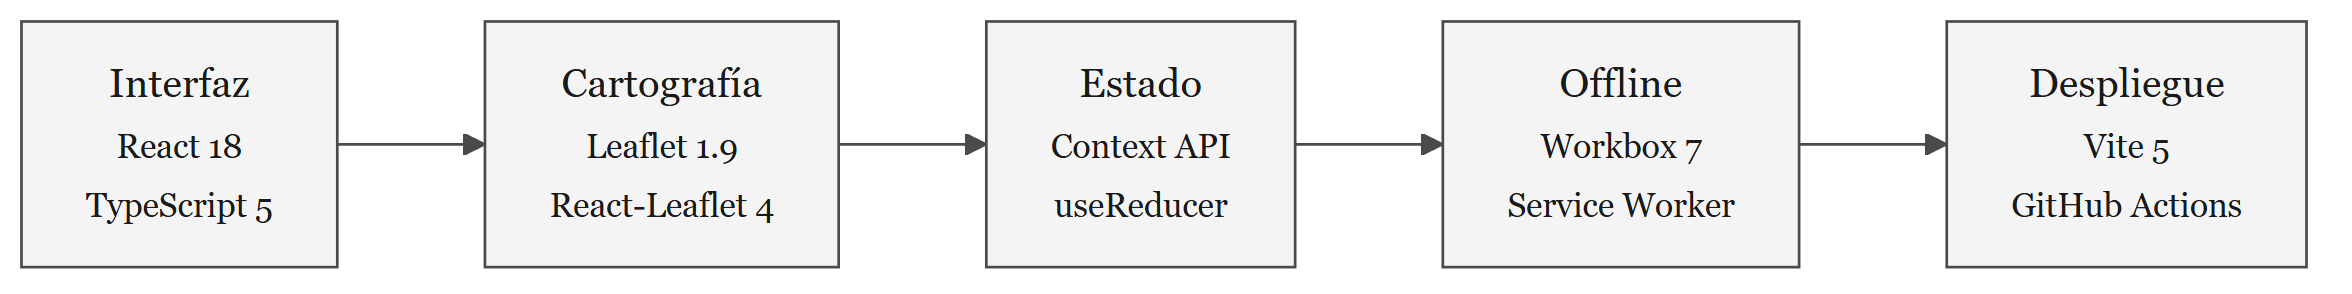 Interfaz
React 18
TypeScript 5
Cartografía
Leaflet 1.9
React-Leaflet 4
Estado
Context API
useReducer
Offline
Workbox 7
Service Worker
Despliegue
Vite 5
GitHub Actions